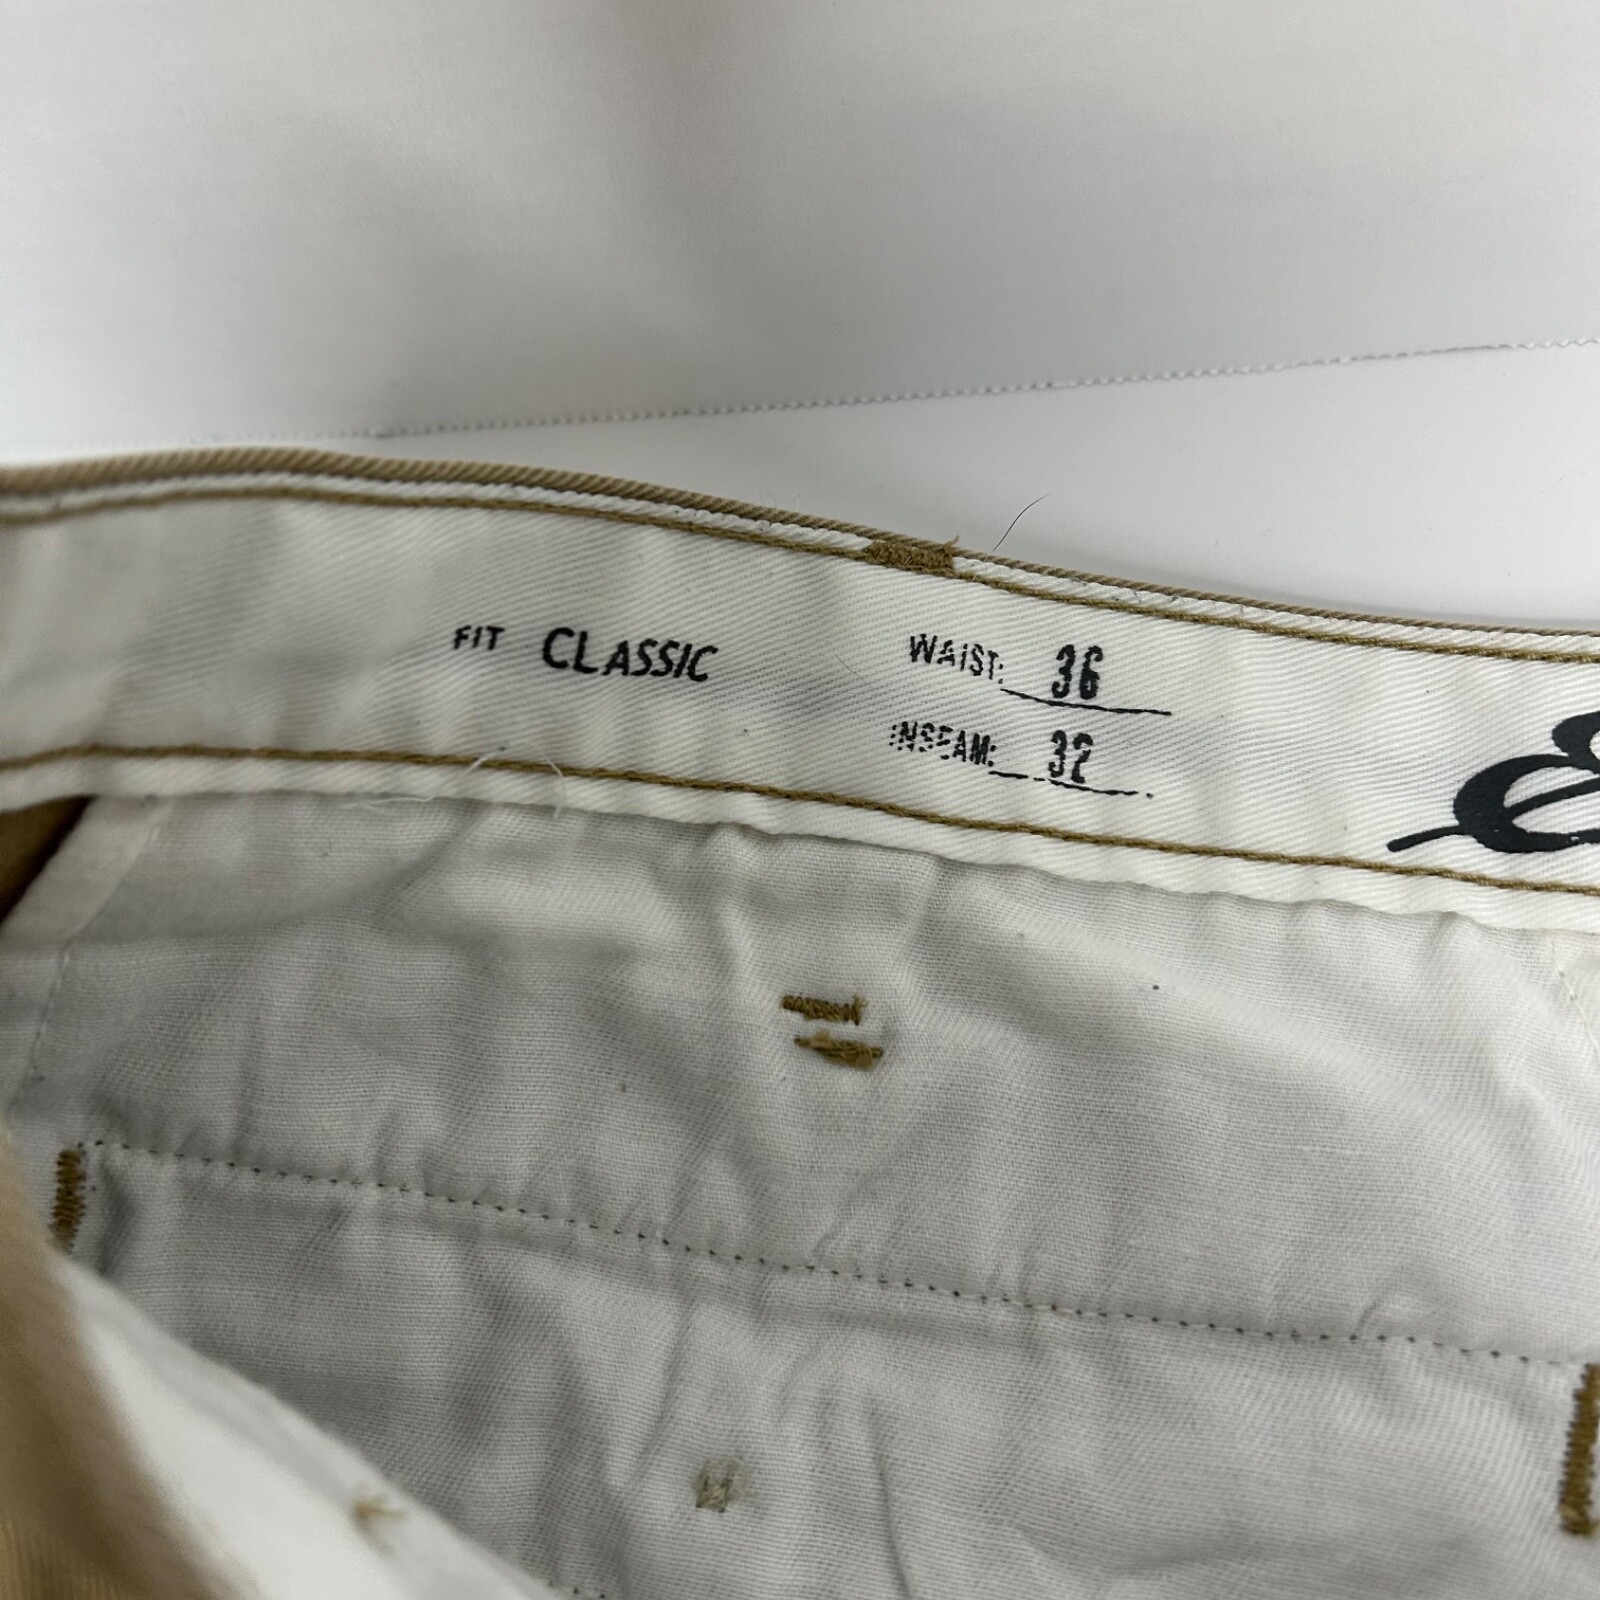 FIT CLASSIC
WAIST: 36
INSEAM: 32